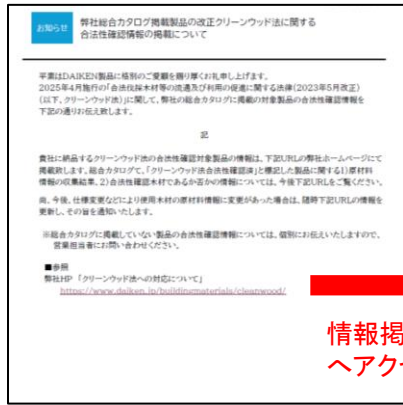 お知らせ
弊社総合カタログ掲載製品の改正クリーンウッド法に関する
合法性確認情報の掲載について
平素はDAIKEN製品に格別のご愛顧を賜り厚くお礼申し上げます。
2025年4月施行の「合法伐採木材等の流通及び利用の促進に関する法律(2023年5月改正)
(以下、クリーンウッド法)」に関して、弊社の総合カタログに掲載の対象製品の合法性確認情報を
下記の通りお伝え致します。
記
貴社に納品するクリーンウッド法の合法性確認対象製品の情報は、下記URLの弊社ホームページにて
掲載致します。総合カタログで、「クリーンウッド法合法性確認済」と標記した製品に関する1)原材料
情報の収集結果、2)合法性確認木材であるか否かの情報については、今後下記URLをご覧ください。
尚、今後、仕様変更などにより使用木材の原材料情報に変更があった場合は、随時下記URLの情報を
更新し、その旨を通知いたします。
※総合カタログに掲載していない製品の合法性確認情報については、個別にお伝えいたしますので、
営業担当者にお問い合わせください。
■参照
弊社HP 「クリーンウッド法への対応について」
https://www.daiken.jp/buildingmaterials/cleanwood/
情報掲
へアク